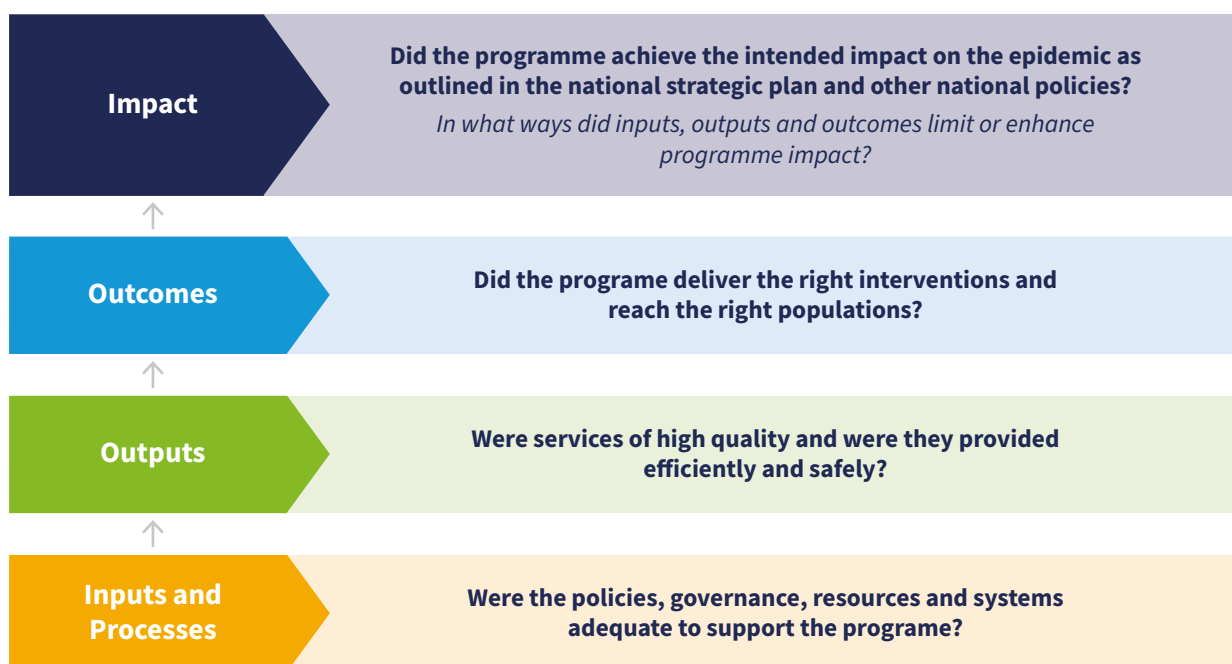 Impact
Did the programme achieve the intended impact on the epidemic as
outlined in the national strategic plan and other national policies?
In what ways did inputs, outputs and outcomes limit or enhance
programme impact?
Outcomes
Did the programe deliver the right interventions and
reach the right populations?
Outputs
Were services of high quality and were they provided
efficiently and safely?
Inputs and
Processes
Were the policies, governance, resources and systems
adequate to support the programe?